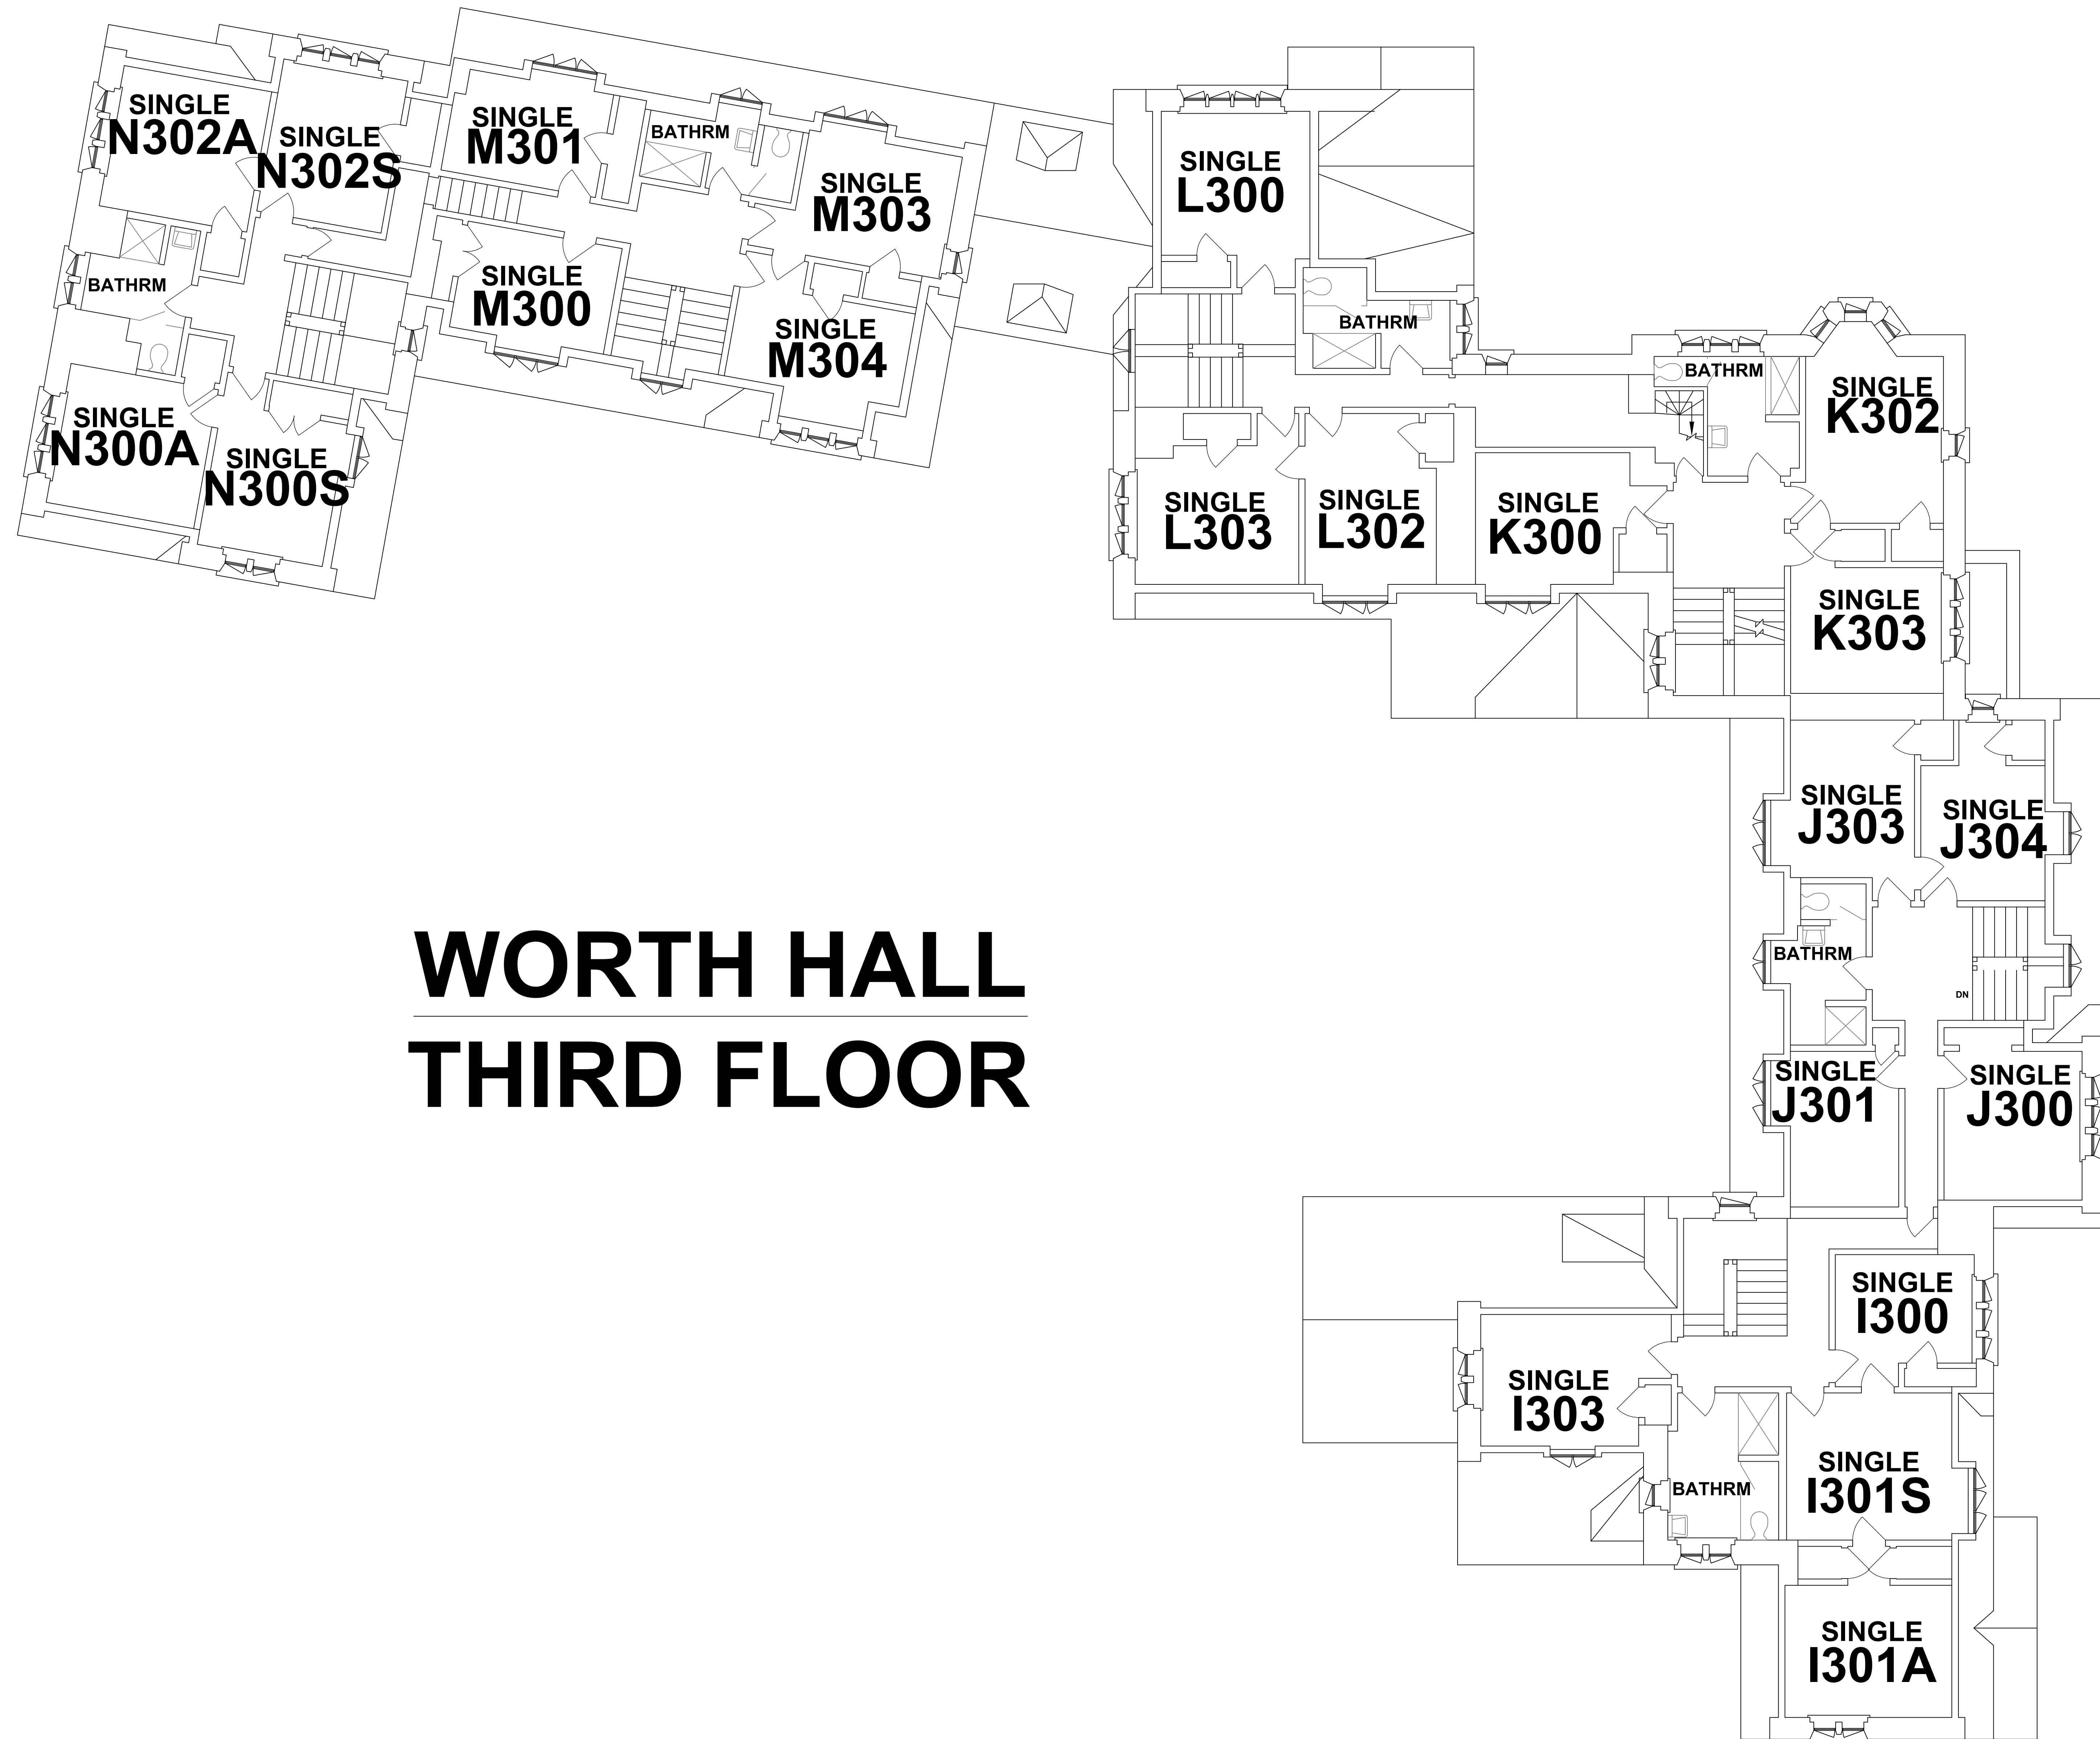 SINGLE
N302A
SINGLE
N302S
SINGLE
M301
BATHRM
SINGLE
M303
BATHRM
SINGLE
M300
SINGLE
M304
SINGLE
N300A
SINGLE
N300S
SINGLE
L300
BATHRM
BATHRM
SINGLE
K302
SINGLE
L303
SINGLE
L302
SINGLE
K300
SINGLE
K303
SINGLE
J303
SINGLE
J304
BATHRM
DN
SINGLE
J301
SINGLE
J300
WORTH HALL
THIRD FLOOR
SINGLE
I300
SINGLE
I303
BATHRM
SINGLE
I301S
SINGLE
I301A